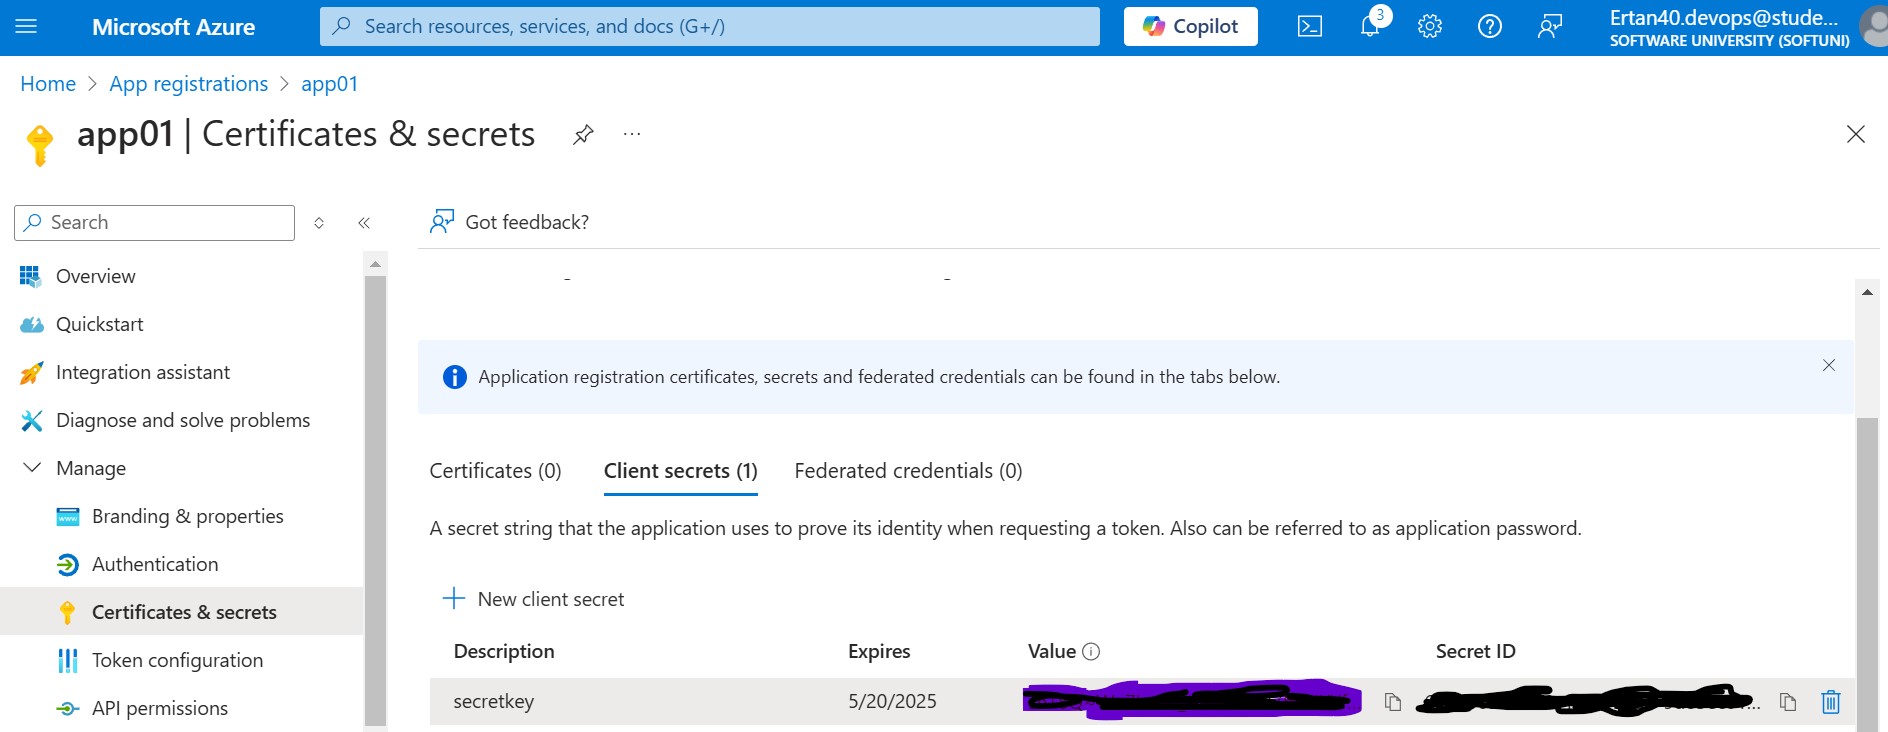 Microsoft Azure
Search resources, services, and docs (G+/)
Copilot
3
Ertan40.devops@stude...
SOFTWARE UNIVERSITY (SOFTUNI)
Home > App registrations > app01
app01 | Certificates & secrets
Search
Got feedback?
Overview
Quickstart
Integration assistant
Diagnose and solve problems
Manage
Branding & properties
Authentication
Certificates & secrets
Token configuration
API permissions
Application registration certificates, secrets and federated credentials can be found in the tabs below.
Certificates (0) Client secrets (1) Federated credentials (0)
A secret string that the application uses to prove its identity when requesting a token. Also can be referred to as application password.
New client secret
Description Expires Value Secret ID
secretkey 5/20/2025